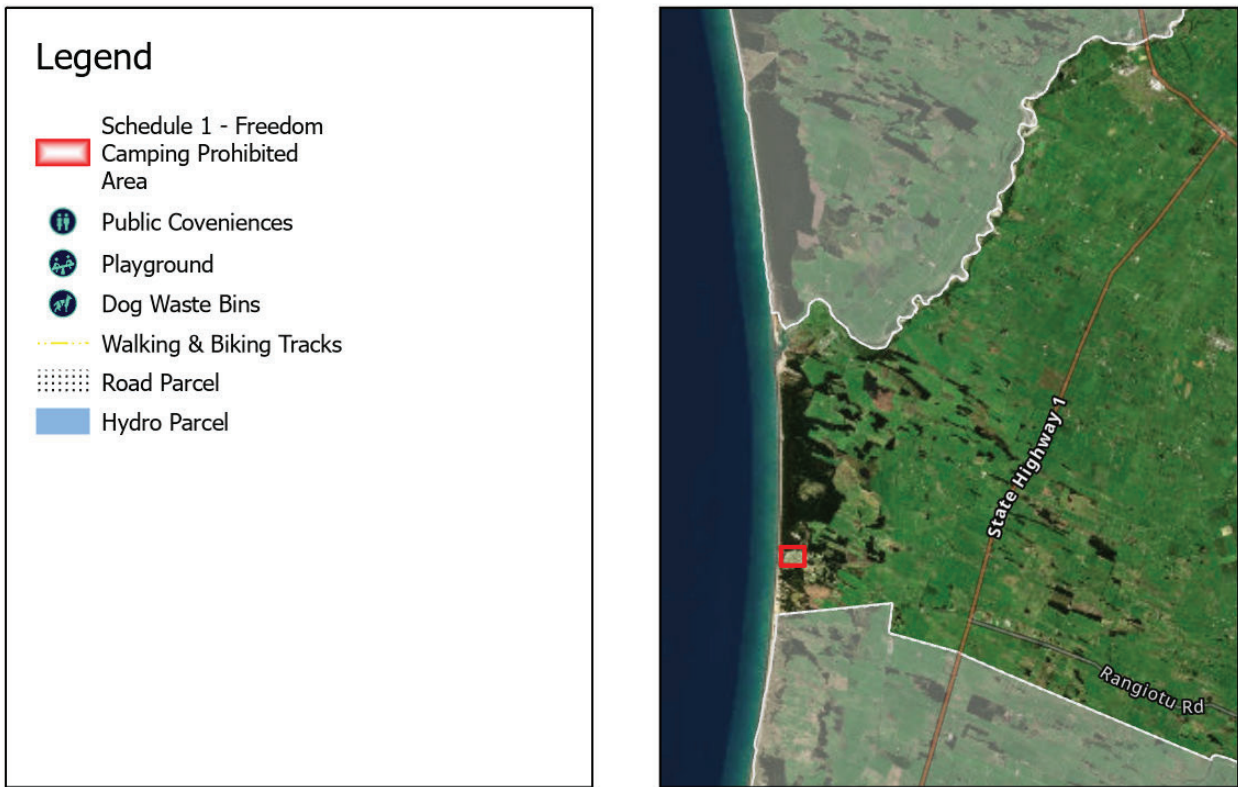 Legend
Schedule 1 - Freedom
Camping Prohibited
Area
Public Coveniences
Playground
Dog Waste Bins
Walking & Biking Tracks
Road Parcel
Hydro Parcel
State Highway 1
Rangiotu Rd